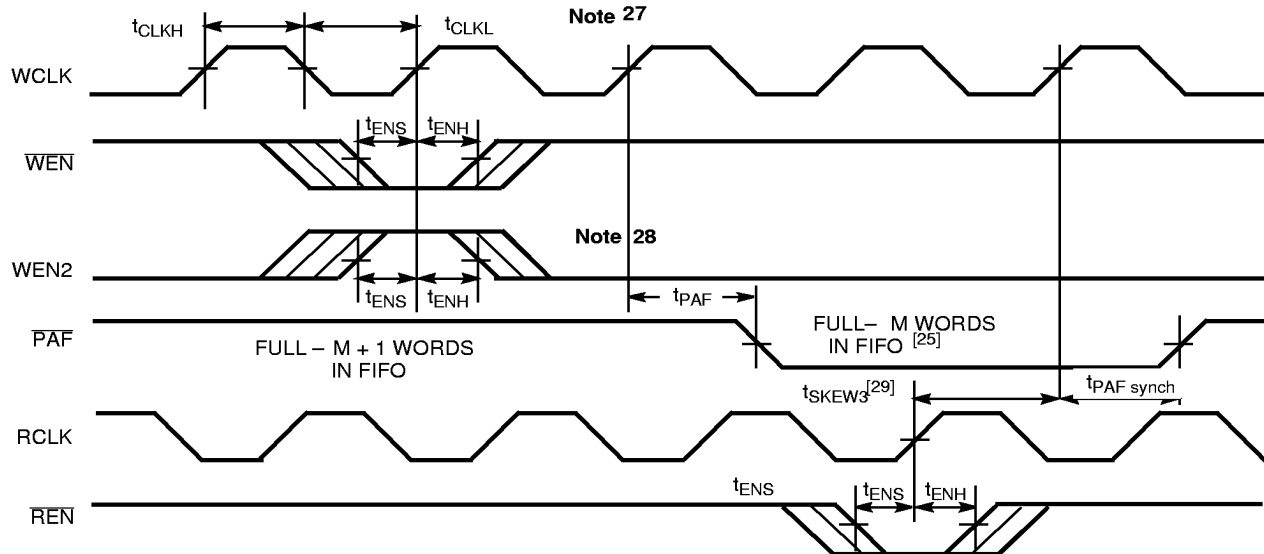 Note 27
tCLKH
tCLKL
WCLK
tENS
tENH
WEN
Note 28
WEN2
tENS
tENH
tPAF
PAF
FULL – M + 1 WORDS
IN FIFO
FULL– M WORDS
IN FIFO [25]
tSKEW3[29]
tPAF synch
RCLK
tENS
tENS
tENH
REN